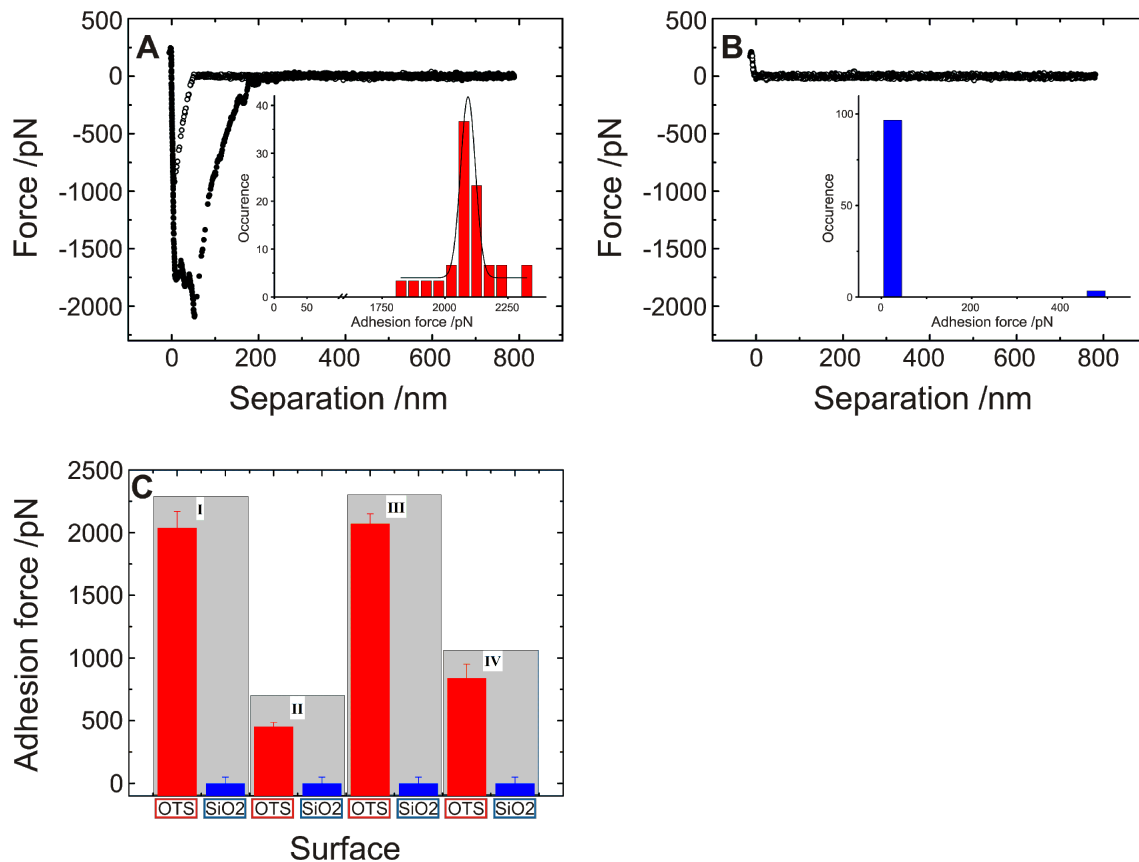 A
Force /pN
500
0
-500
-1000
-1500
-2000
0 200 400 600 800
Separation /nm
Occurence
40
30
20
10
0
0 50 1750 2000 2250
Adhesion force /pN
B
Force /pN
500
0
-500
-1000
-1500
-2000
0 200 400 600 800
Separation /nm
Occurence
100
50
0
0 200 400
Adhesion force /pN
C
Adhesion force /pN
2500
2000
1500
1000
500
0
I
II
III
IV
OTS SiO2 OTS SiO2 OTS SiO2 OTS SiO2
Surface